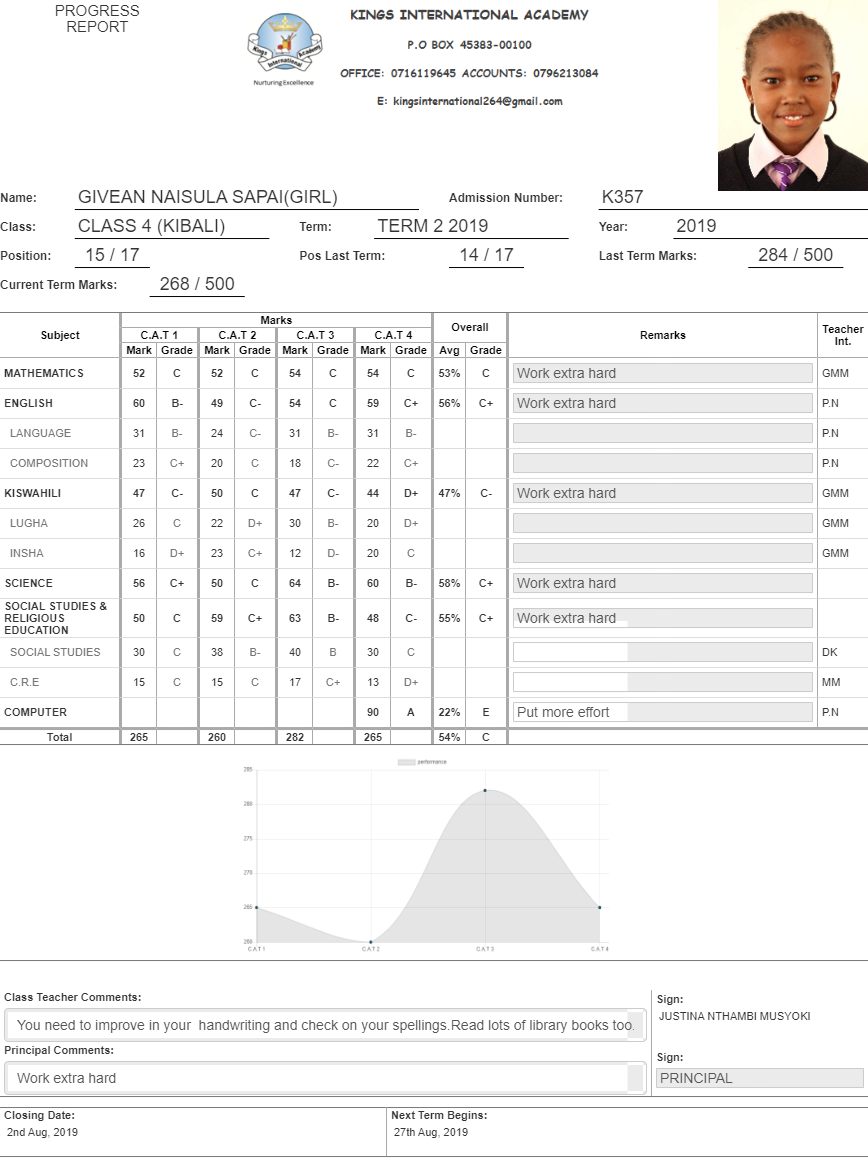 PROGRESS
REPORT
KINGS INTERNATIONAL ACADEMY
P.O BOX 45383-00100
OFFICE: 0716119645 ACCOUNTS: 0796213084
E: kingsinternational264@gmail.com
Kings International Academy
Nurturing Excellence
Name: GIVEAN NAISULA SAPAI(GIRL) Admission Number: K357
Class: CLASS 4 (KIBALI) Term: TERM 2 2019 Year: 2019
Position: 15 / 17 Pos Last Term: 14 / 17 Last Term Marks: 284 / 500
Current Term Marks: 268 / 500
Marks
Subject C.A.T 1 C.A.T 2 C.A.T 3 C.A.T 4 Overall Remarks Teacher Int.
Mark Grade Mark Grade Mark Grade Mark Grade Avg Grade
MATHEMATICS 52 C 52 C 54 C 54 C 53% C Work extra hard GMM
ENGLISH 60 B- 49 C- 54 C 59 C+ 56% C+ Work extra hard P.N
LANGUAGE 31 B- 24 C- 31 B- 31 B- P.N
COMPOSITION 23 C+ 20 C 18 C- 22 C+ P.N
KISWAHILI 47 C- 50 C 47 C- 44 D+ 47% C- Work extra hard GMM
LUGHA 26 C 22 D+ 30 B- 20 D+ GMM
INSHA 16 D+ 23 C+ 12 D- 20 C GMM
SCIENCE 56 C+ 50 C 64 B- 60 B- 58% C+ Work extra hard
SOCIAL STUDIES &
RELIGIOUS
EDUCATION 50 C 59 C+ 63 B- 48 C- 55% C+ Work extra hard
SOCIAL STUDIES 30 C 38 B- 40 B 30 C DK
C.R.E 15 C 15 C 17 C+ 13 D+ MM
COMPUTER 90 A 22% E Put more effort P.N
Total 265 260 282 265 54% C
performance
285
280
275
270
265
260
CAT1 CAT2 CAT3 CAT4
Class Teacher Comments:
You need to improve in your  handwriting and check on your spellings.Read lots of library books too.
Sign:
JUSTINA NTHAMBI MUSYOKI
Principal Comments:
Work extra hard
Sign:
PRINCIPAL
Closing Date: Next Term Begins:
2nd Aug, 2019 27th Aug, 2019